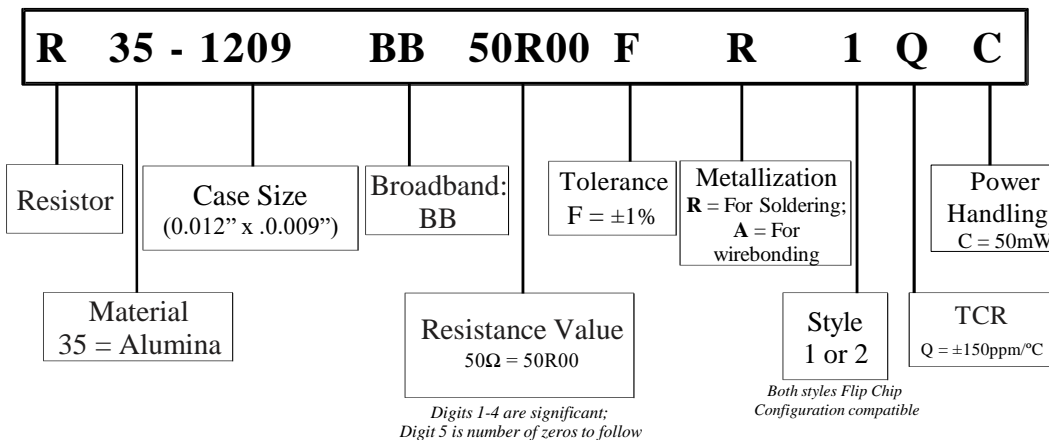 R 35 - 1209 BB 50R00 F R 1 Q C
Resistor
Case Size
(0.012” x .0.009”)
Broadband:
BB
Tolerance
F = ±1%
Metallization
R = For Soldering;
A = For
wirebonding
Power
Handling
C = 50mW
Material
35 = Alumina
Resistance Value
50Ω = 50R00
Digits 1-4 are significant;
Digit 5 is number of zeros to follow
Style
1 or 2
Both styles Flip Chip
Configuration compatible
TCR
Q = ±150ppm/ºC